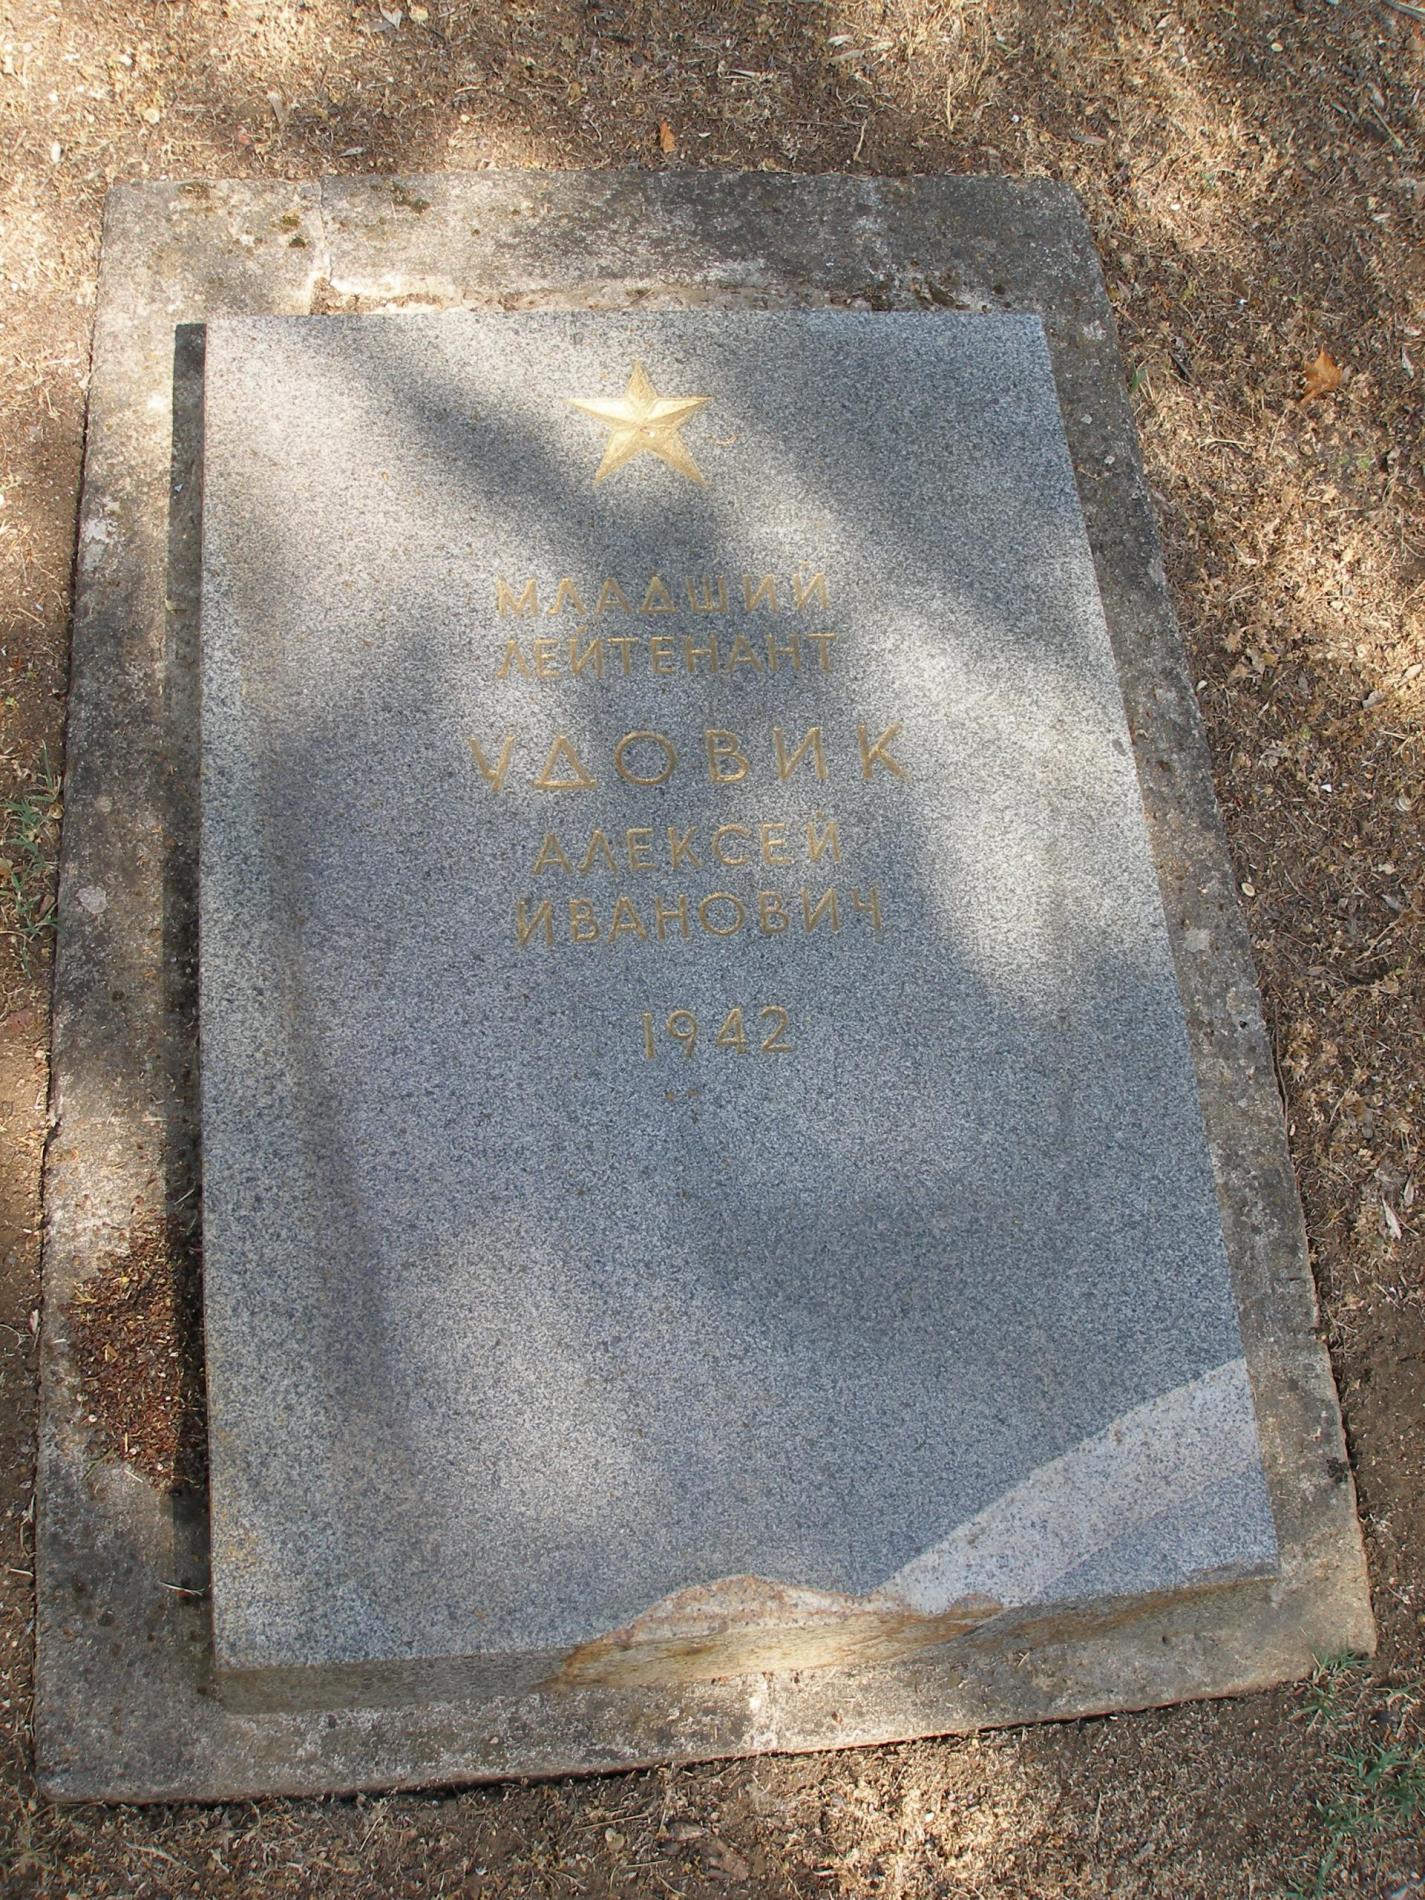 МЛАДШИЙ
ЛЕЙТЕНАНТ
УДОВИК
АЛЕКСЕЙ
ИВАНОВИЧ
1942